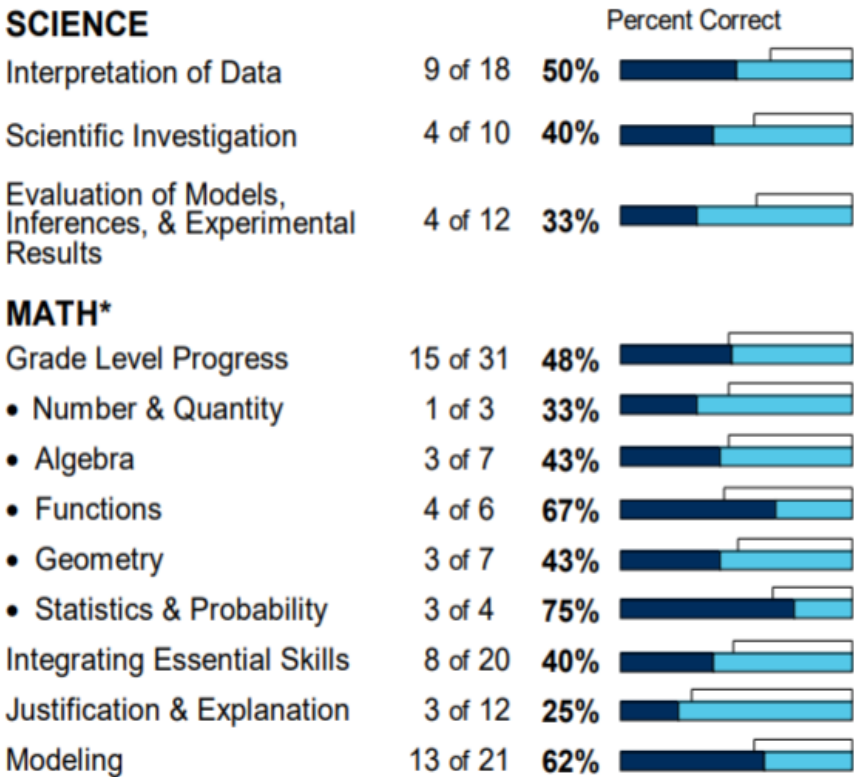 SCIENCE Percent Correct
Interpretation of Data 9 of 18 50%
Scientific Investigation 4 of 10 40%
Evaluation of Models,
Inferences, & Experimental 4 of 12 33%
Results
MATH*
Grade Level Progress 15 of 31 48%
• Number & Quantity 1 of 3 33%
• Algebra 3 of 7 43%
• Functions 4 of 6 67%
• Geometry 3 of 7 43%
• Statistics & Probability 3 of 4 75%
Integrating Essential Skills 8 of 20 40%
Justification & Explanation 3 of 12 25%
Modeling 13 of 21 62%